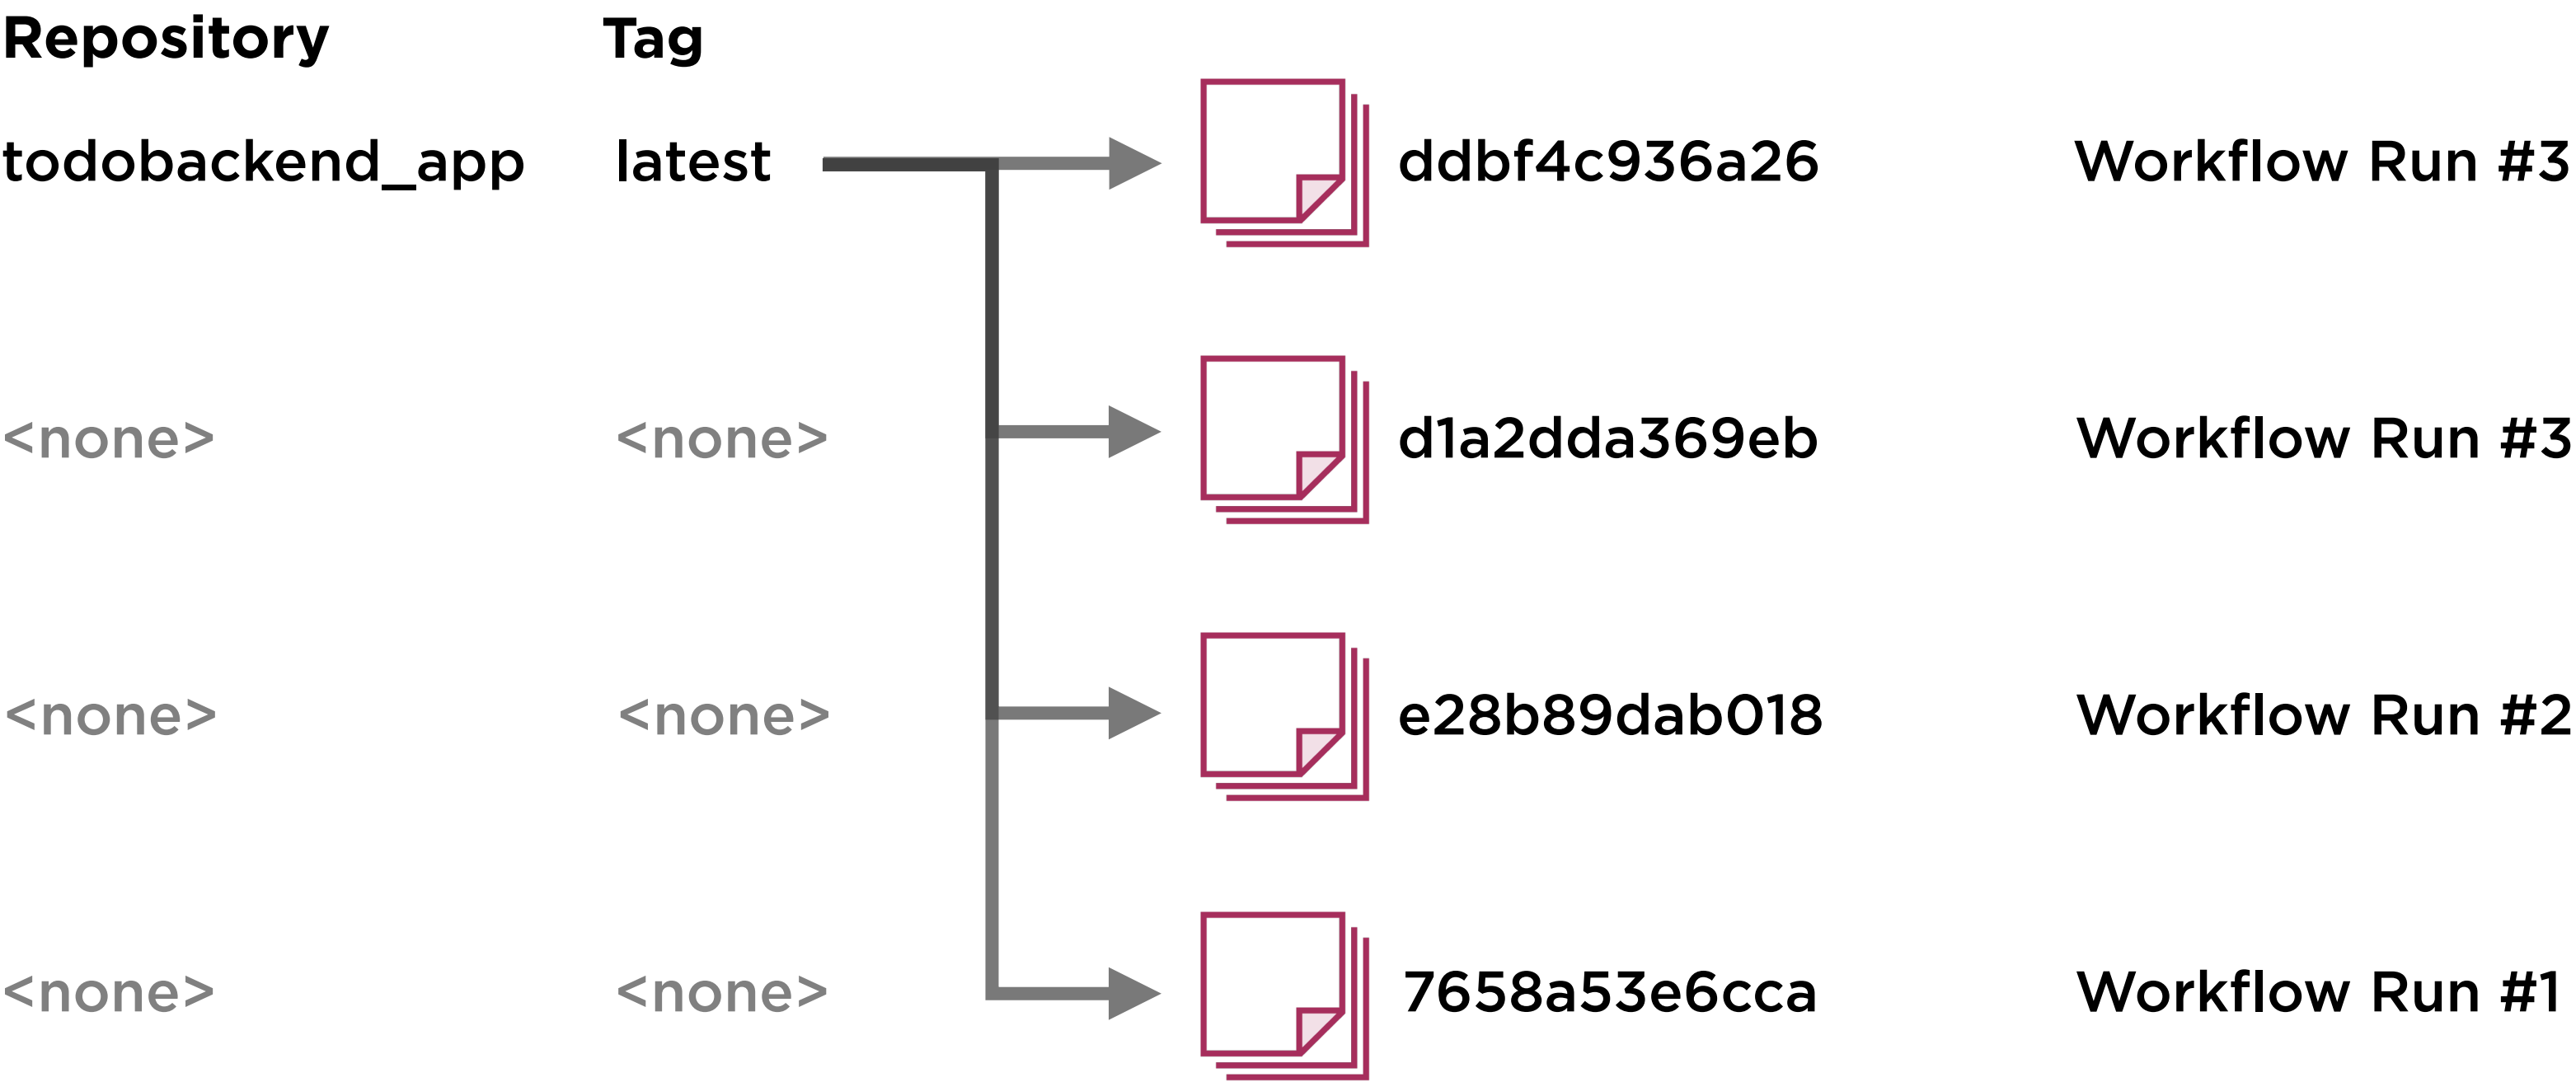 Repository Tag
todobackend_app latest ddbf4c936a26 Workflow Run #3
<none> <none> d1a2dda369eb Workflow Run #3
<none> <none> e28b89dab018 Workflow Run #2
<none> <none> 7658a53e6cca Workflow Run #1